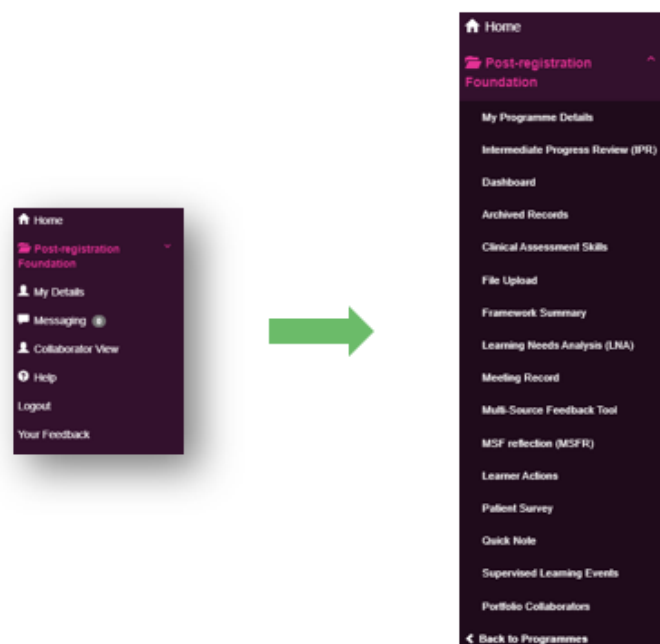 Home
Post-registration
Foundation
My Details
Messaging 0
Collaborator View
Help
Logout
Your Feedback
Home
Post-registration
Foundation
My Programme Details
Intermediate Progress Review (IPR)
Dashboard
Archived Records
Clinical Assessment Skills
File Upload
Framework Summary
Learning Needs Analysis (LNA)
Meeting Record
Multi-Source Feedback Tool
MSF reflection (MSFR)
Learner Actions
Patient Survey
Quick Note
Supervised Learning Events
Portfolio Collaborators
Back to Programmes